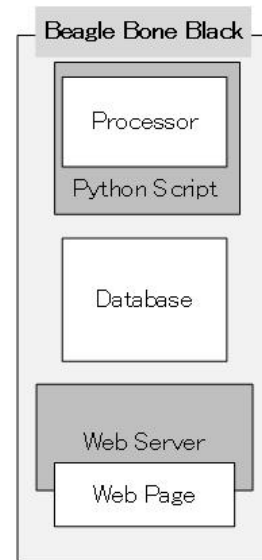 Beagle Bone Black
Processor
Python Script
Database
Web Server
Web Page